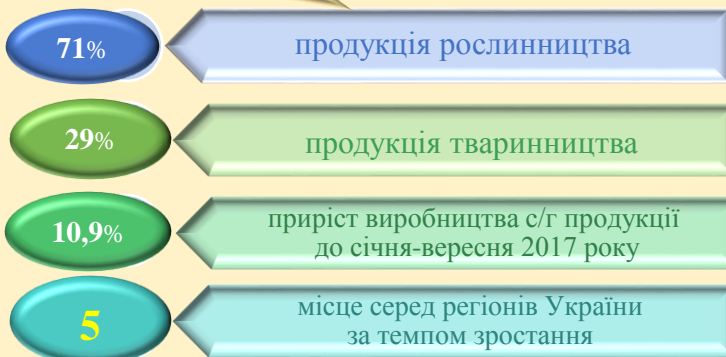 71% продукція рослинництва
29% продукція тваринництва
10,9% приріст виробництва с/г продукції
до січня-вересня 2017 року
5 місце серед регіонів України
за темпом зростання